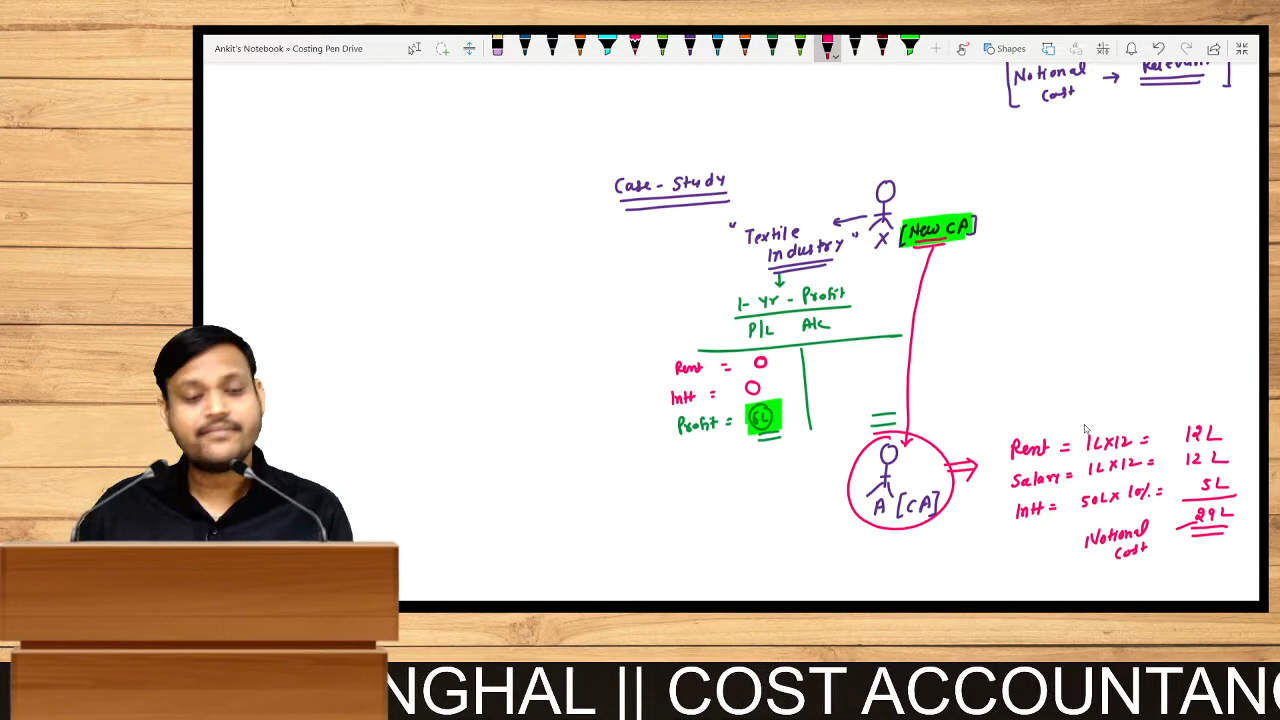 Ankit's Notebook » Costing Pen Drive
Shapes
[Notional Cost → Relevant]
Case - Study
"Textile Industry"
X [New CA]
1- Yr - Profit
P/L A/c
Rent = 0
Intt = 0
Profit = 5L
A [CA]
Rent = 1L×12 = 12L
Salary = 1L×12 = 12L
Intt = 50L × 10% = 5L
29L
Notional Cost
NGHAL || COST ACCOUNTANC